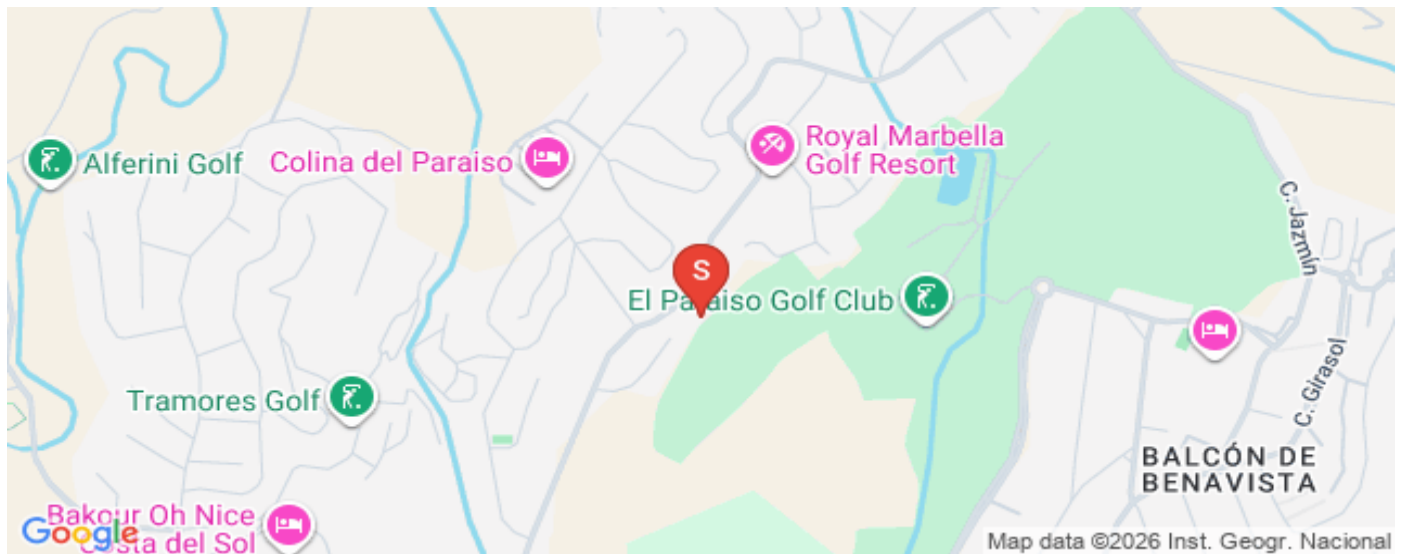 Alferini Golf
Colina del Paraiso
Royal Marbella
Golf Resort
C. Jazmín
S
El Paraiso Golf Club
Tramores Golf
C. Girasol
BALCÓN DE
BENAVISTA
Bakour Oh Nice
Costa del Sol
Google
Map data ©2026 Inst. Geogr. Nacional